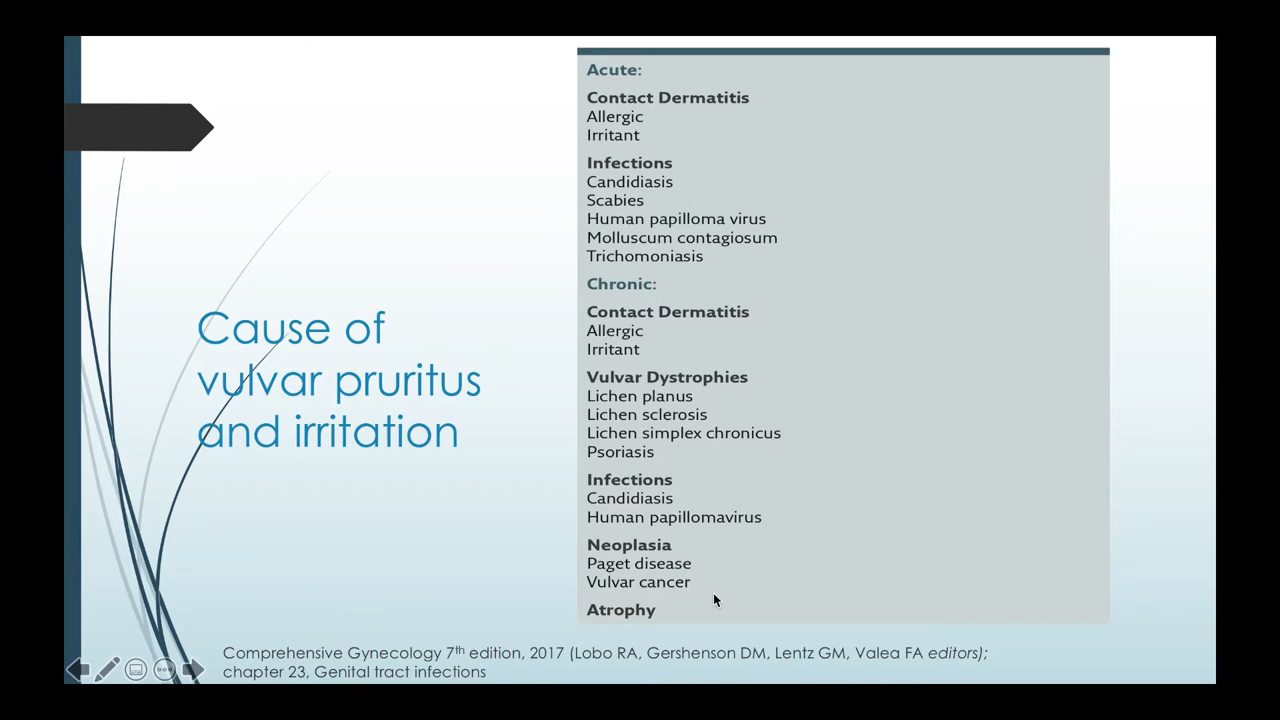 Cause of
vulvar pruritus
and irritation
Acute:
Contact Dermatitis
Allergic
Irritant
Infections
Candidiasis
Scabies
Human papilloma virus
Molluscum contagiosum
Trichomoniasis
Chronic:
Contact Dermatitis
Allergic
Irritant
Vulvar Dystrophies
Lichen planus
Lichen sclerosis
Lichen simplex chronicus
Psoriasis
Infections
Candidiasis
Human papillomavirus
Neoplasia
Paget disease
Vulvar cancer
Atrophy
Comprehensive Gynecology 7th edition, 2017 (Lobo RA, Gershenson DM, Lentz GM, Valea FA editors);
chapter 23, Genital tract infections